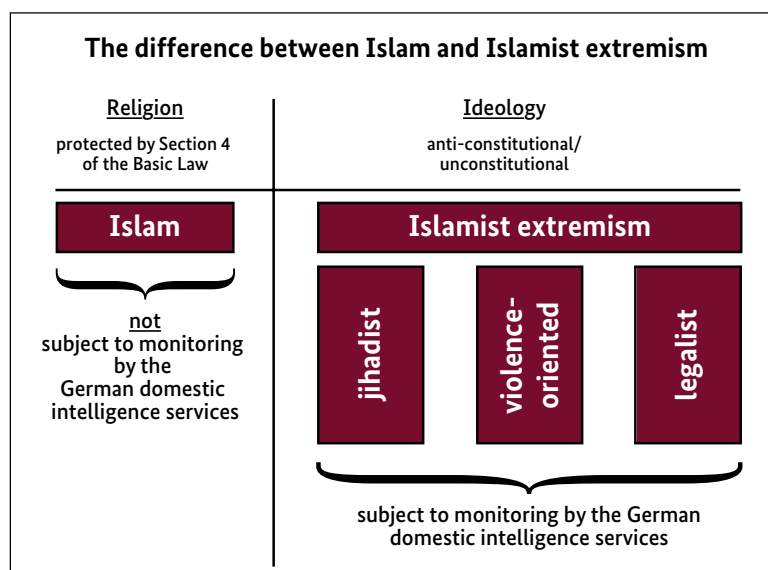 The difference between Islam and Islamist extremism
Religion
protected by Section 4
of the Basic Law
Islam
not
subject to monitoring
by the
German domestic
intelligence services
Ideology
anti-constitutional/
unconstitutional
Islamist extremism
jihadist
violence-
oriented
legalist
subject to monitoring by the German
domestic intelligence services